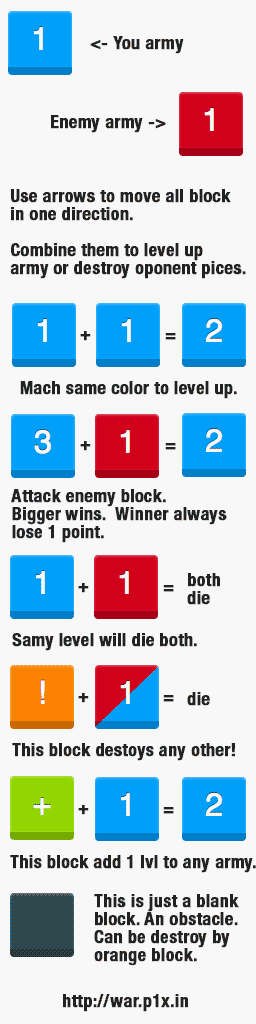 1 <- You army
Enemy army -> 1
Use arrows to move all block
in one direction.
Combine them to level up
army or destroy oponent pices.
1 + 1 = 2
Mach same color to level up.
3 + 1 = 2
Attack enemy block.
Bigger wins. Winner always
lose 1 point.
1 + 1 = both
die
Samy level will die both.
! + 1 = die
This block destoys any other!
+ + 1 = 2
This block add 1 lvl to any army.
This is just a blank
block. An obstacle.
Can be destroy by
orange block.
http://war.p1x.in